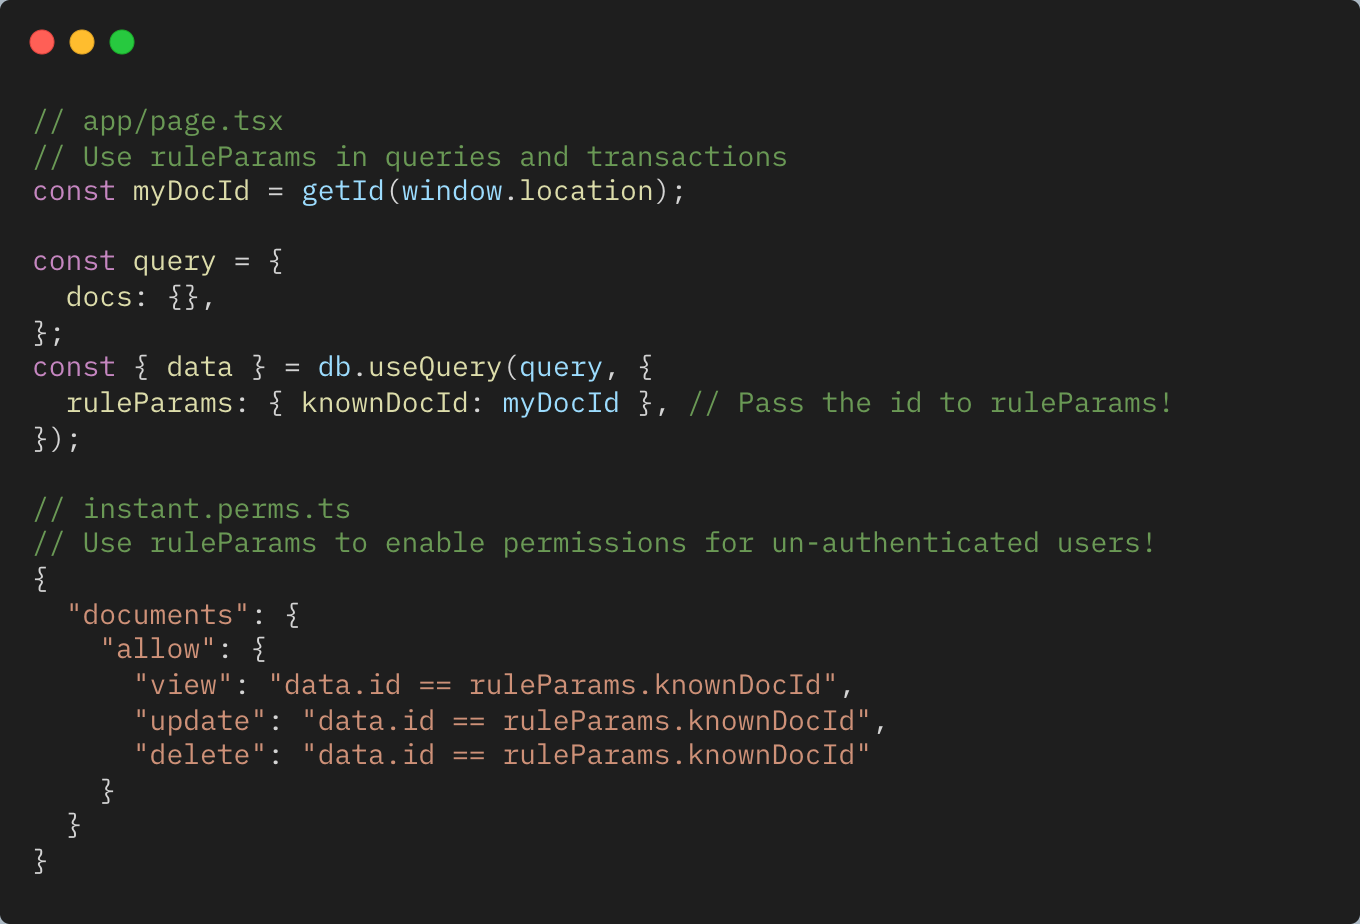 // app/page.tsx
// Use ruleParams in queries and transactions
const myDocId = getId(window.location);
const query = {
  docs: {},
};
const { data } = db.useQuery(query, {
  ruleParams: { knownDocId: myDocId }, // Pass the id to ruleParams!
});
// instant.perms.ts
// Use ruleParams to enable permissions for un-authenticated users!
{
  "documents": {
    "allow": {
      "view": "data.id == ruleParams.knownDocId",
      "update": "data.id == ruleParams.knownDocId",
      "delete": "data.id == ruleParams.knownDocId"
    }
  }
}